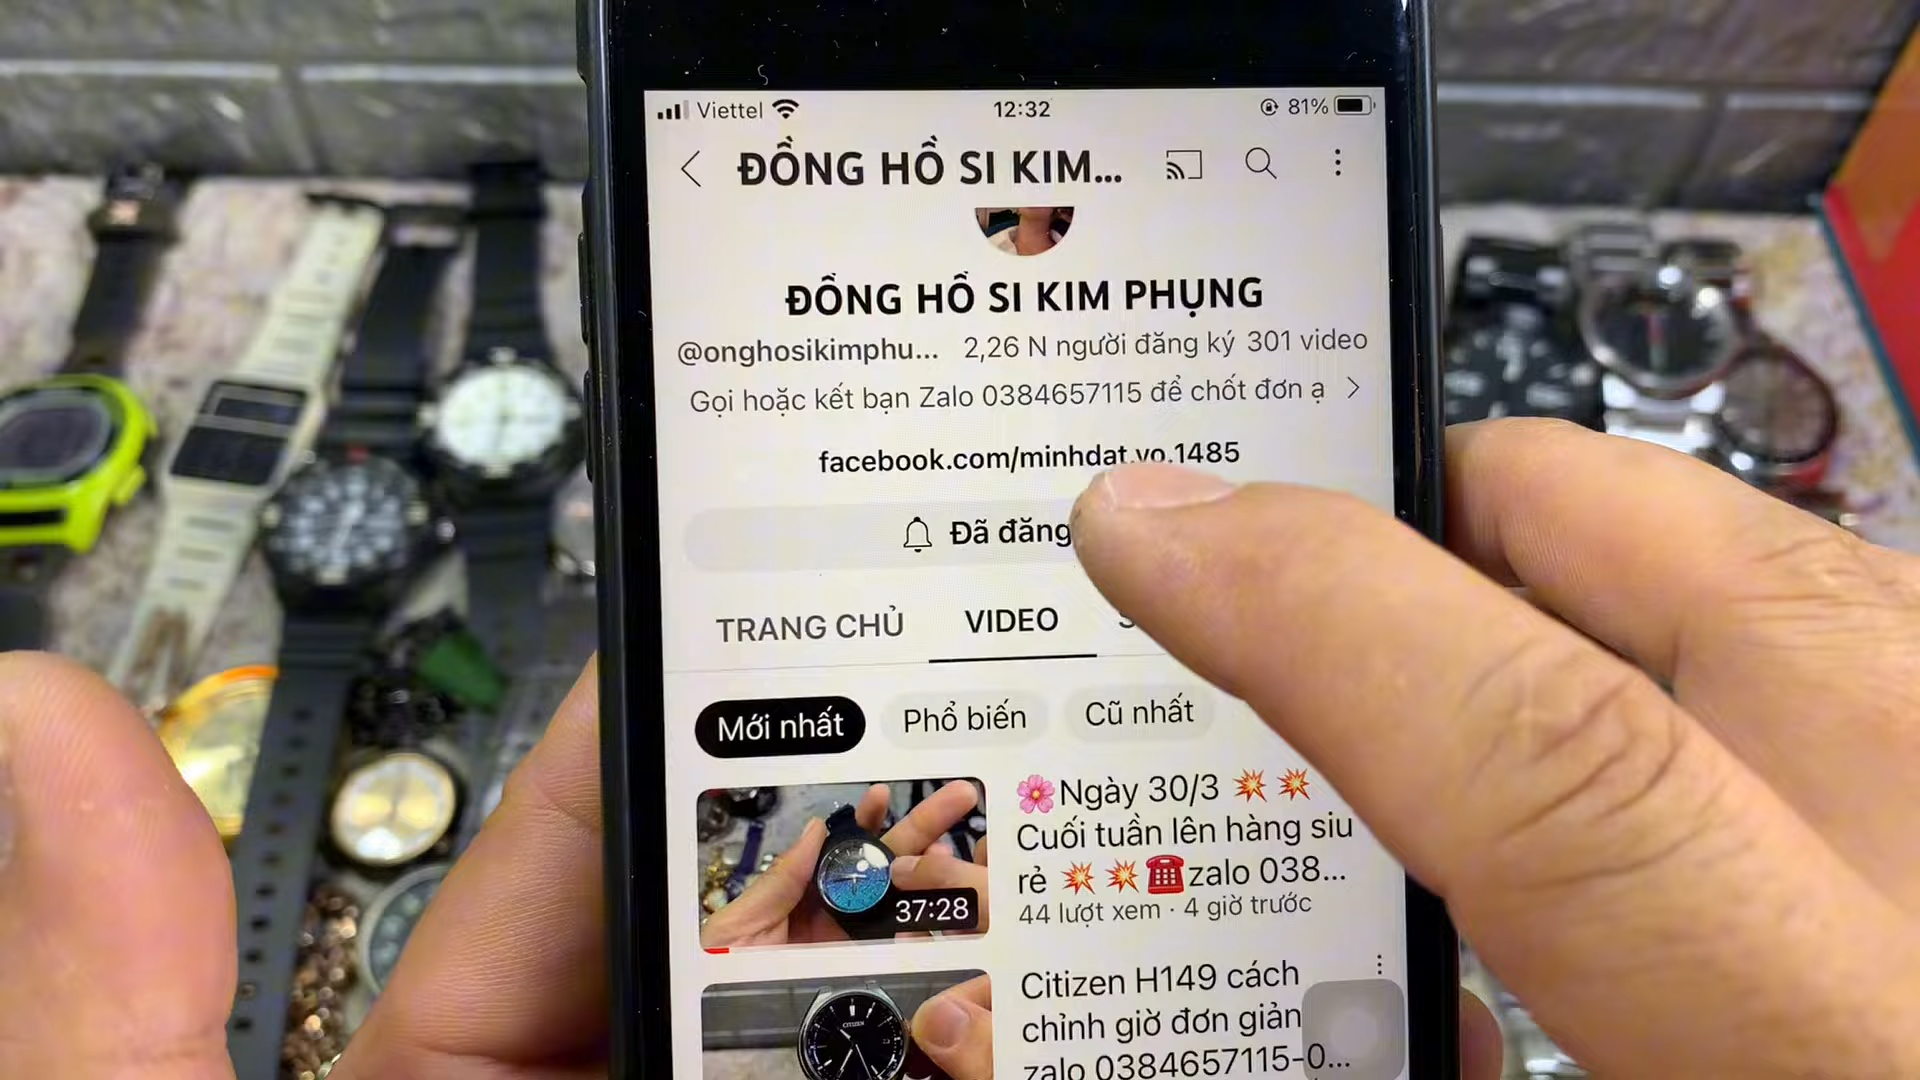 Viettel 12:32 81%
ĐỒNG HỒ SI KIM...
ĐỒNG HỒ SI KIM PHỤNG
@onghosikimphu... 2,26 N người đăng ký 301 video
Gọi hoặc kết bạn Zalo 0384657115 để chốt đơn ạ
facebook.com/minhdat.vo.1485
Đã đăng
TRANG CHỦ VIDEO
Mới nhất Phổ biến Cũ nhất
🌸Ngày 30/3 💥 💥
Cuối tuần lên hàng siu
rẻ 💥 💥☎️zalo 038...
44 lượt xem · 4 giờ trước
37:28
Citizen H149 cách
chỉnh giờ đơn giản
zalo 0384657115-0...
CITIZEN